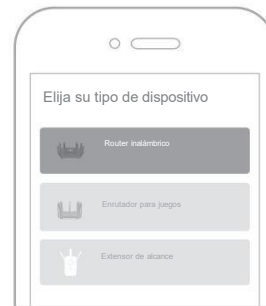 Elija su tipo de dispositivo
Router inalámbrico
Enrutador para juegos
Extensor de alcance